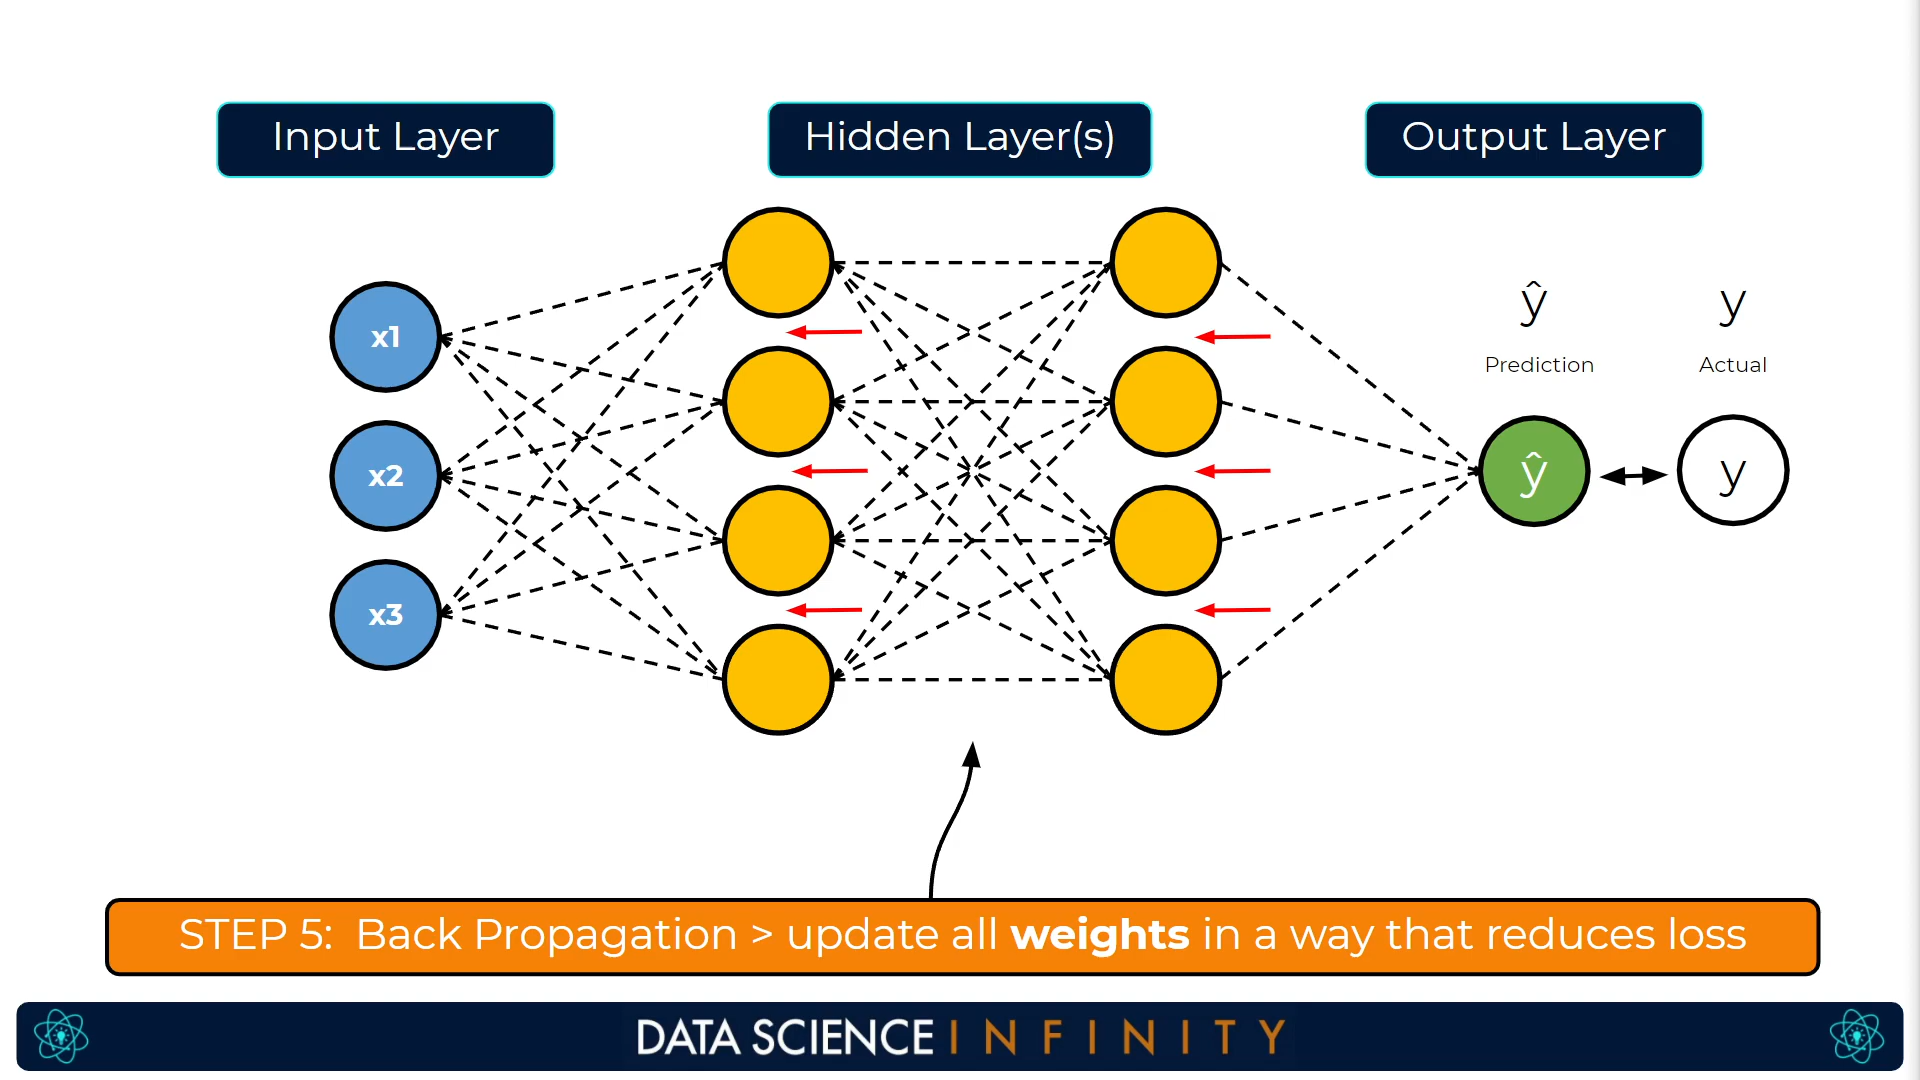 Input Layer
Hidden Layer(s)
Output Layer
ŷ
y
Prediction
Actual
x1
x2
x3
ŷ
y
STEP 5:  Back Propagation > update all weights in a way that reduces loss
DATA SCIENCE INFINITY